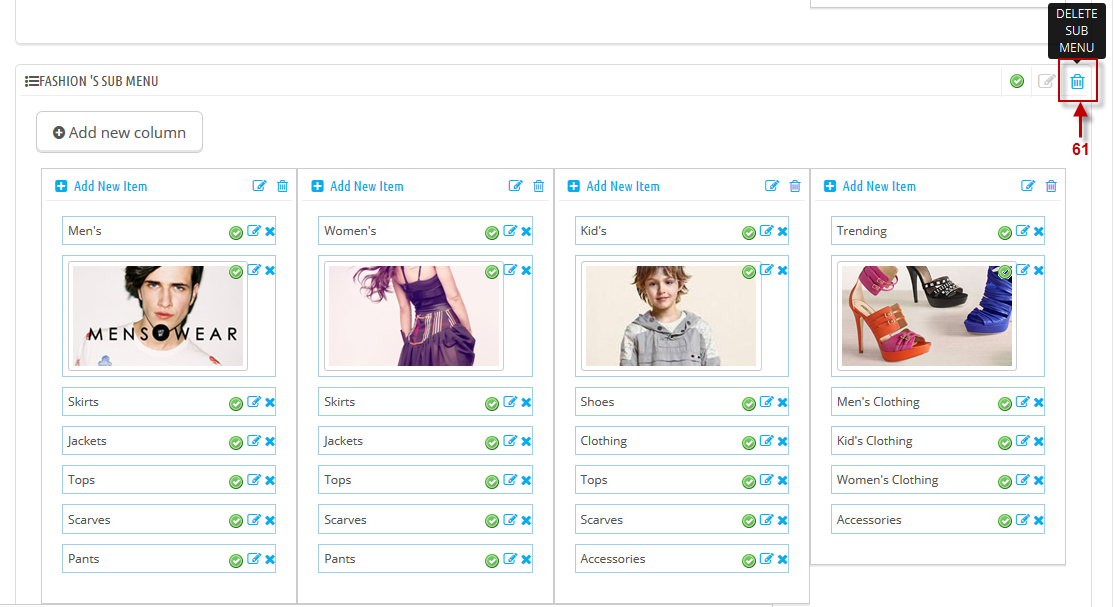 DELETE
SUB
MENU
FASHION 'S SUB MENU
61
Add new column
Add New Item
Men's
MENSWEAR
Skirts
Jackets
Tops
Scarves
Pants
Add New Item
Women's
Skirts
Jackets
Tops
Scarves
Pants
Add New Item
Kid's
Shoes
Clothing
Tops
Scarves
Accessories
Add New Item
Trending
Men's Clothing
Kid's Clothing
Women's Clothing
Accessories